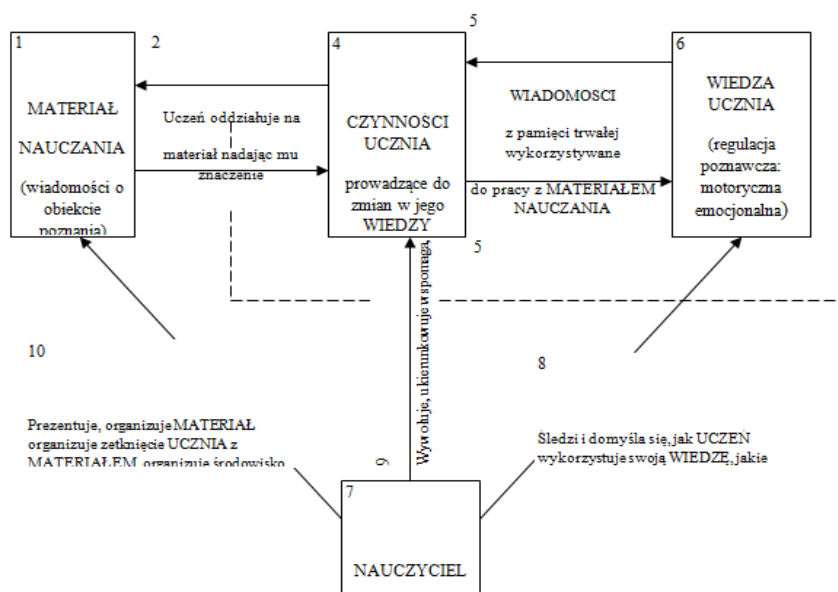 1
MATERIAŁ
NAUCZANIA
(wiadomości o
obiekcie
poznania)
2
Uczeń oddziałuje na
materiał nadając mu
znaczenie
4
CZYNNOŚCI
UCZNIA
prowadzące do
zmian w jego
WIEDZY
5
WIADOMOSCI
z pamięci trwałej
wykorzystywane
do pracy z MATERIAŁEM
NAUCZANIA
5
6
WIEDZA
UCZNIA
(regulacja
poznawcza:
motoryczna
emocjonalna)
10
Prezentuje, organizuje MATERIAŁ
organizuje zetknięcie UCZNIA z
MATERIAŁEM, organizuje środowisko
9
Wywołuje, ukierunkowuje wspomaga,
8
Śledzi i domyśla się, jak UCZEŃ
wykorzystuje swoją WIEDZĘ, jakie
7
NAUCZYCIEL